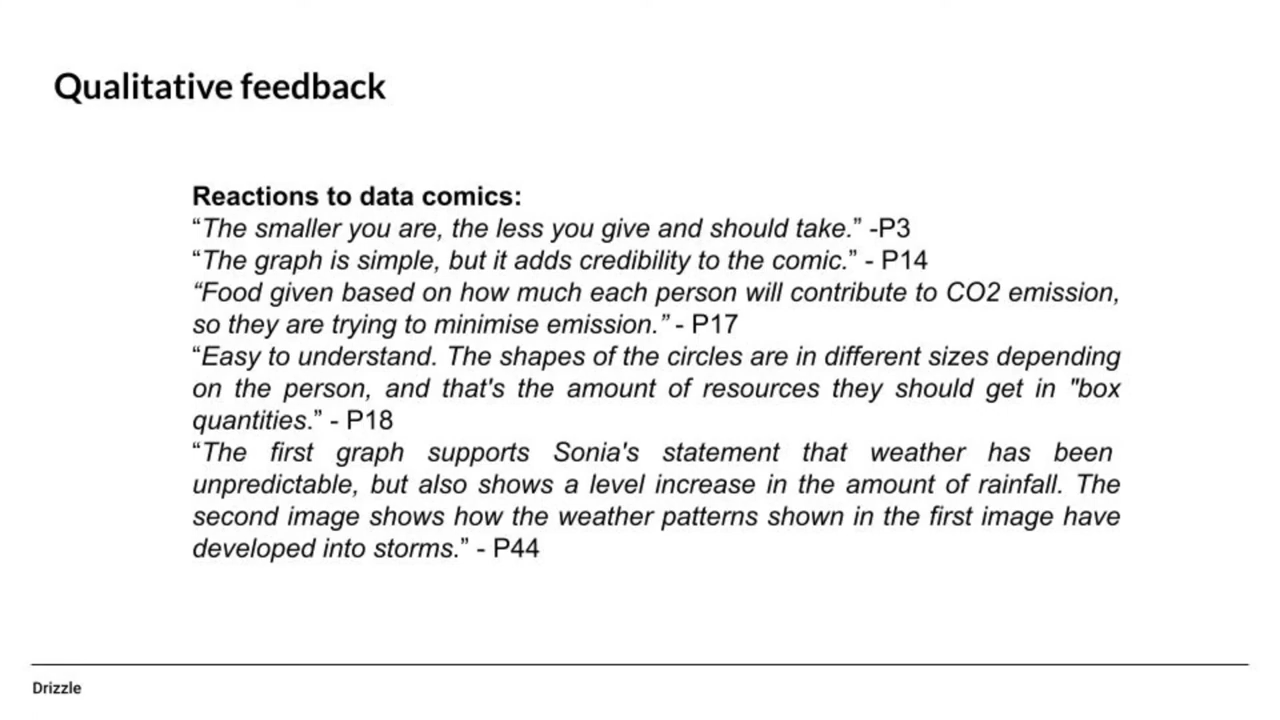 Qualitative feedback
Reactions to data comics:
“The smaller you are, the less you give and should take.” -P3
“The graph is simple, but it adds credibility to the comic.” - P14
“Food given based on how much each person will contribute to CO2 emission,
so they are trying to minimise emission.” - P17
“Easy to understand. The shapes of the circles are in different sizes depending
on the person, and that's the amount of resources they should get in "box
quantities.” - P18
“The first graph supports Sonia's statement that weather has been
unpredictable, but also shows a level increase in the amount of rainfall. The
second image shows how the weather patterns shown in the first image have
developed into storms.” - P44
Drizzle